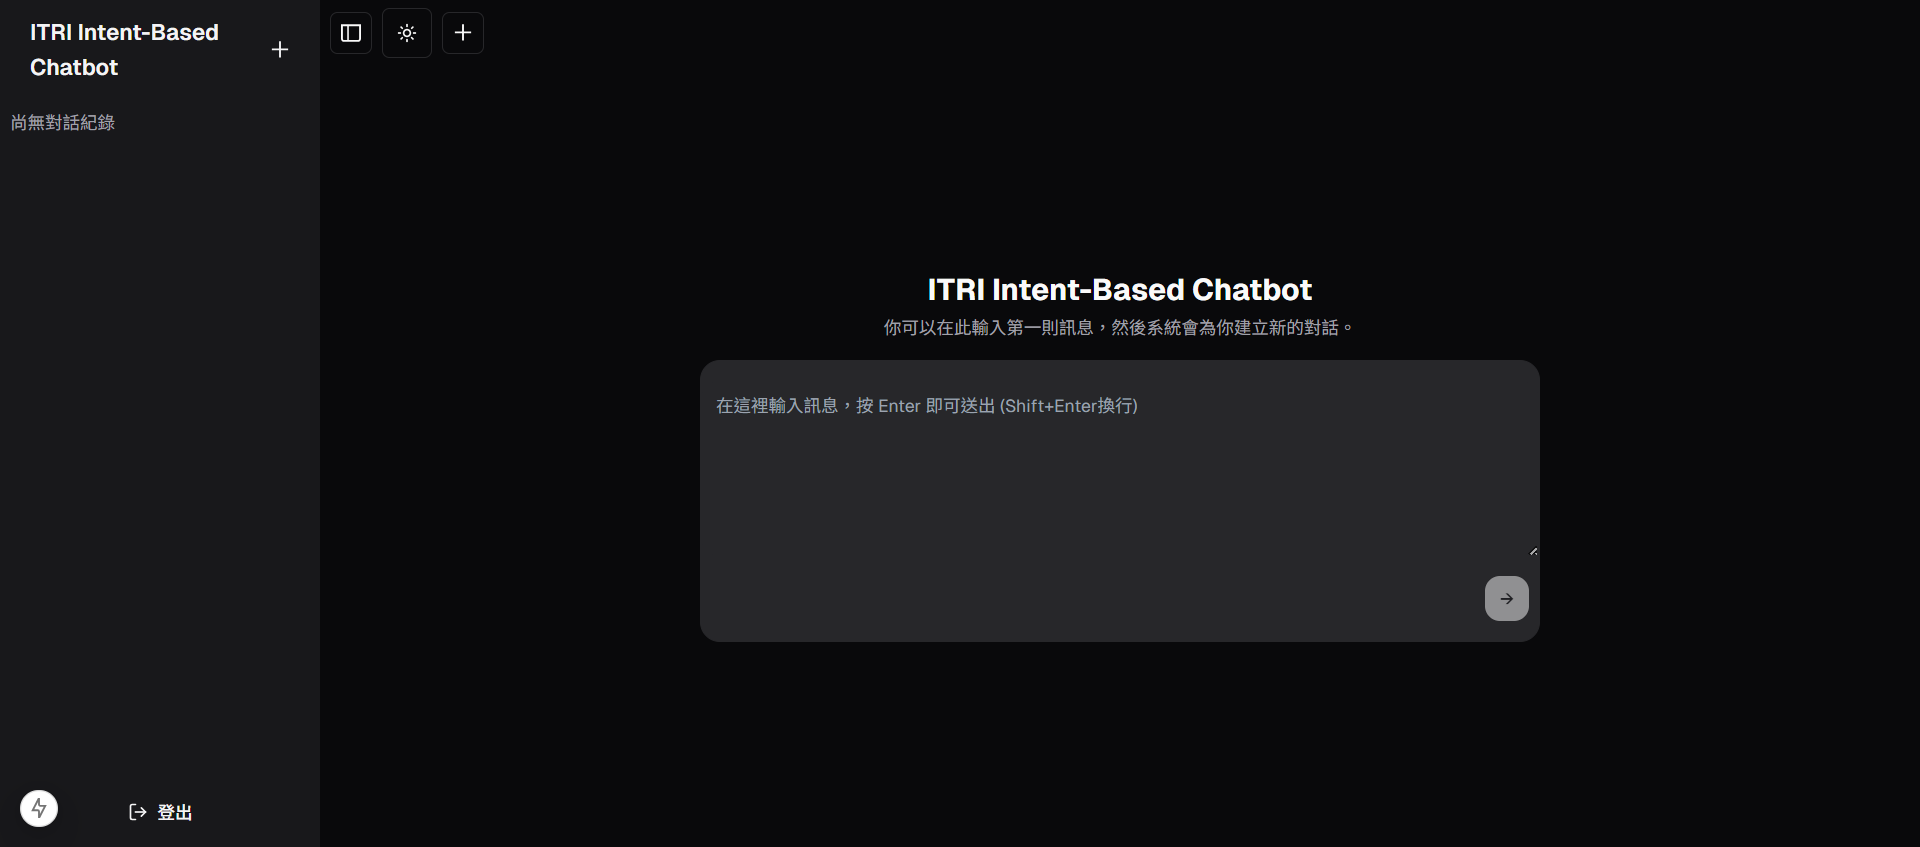 ITRI Intent-Based
Chatbot
尚無對話紀錄
ITRI Intent-Based Chatbot
你可以在此輸入第一則訊息，然後系統會為你建立新的對話。
在這裡輸入訊息，按 Enter 即可送出 (Shift+Enter換行)
登出